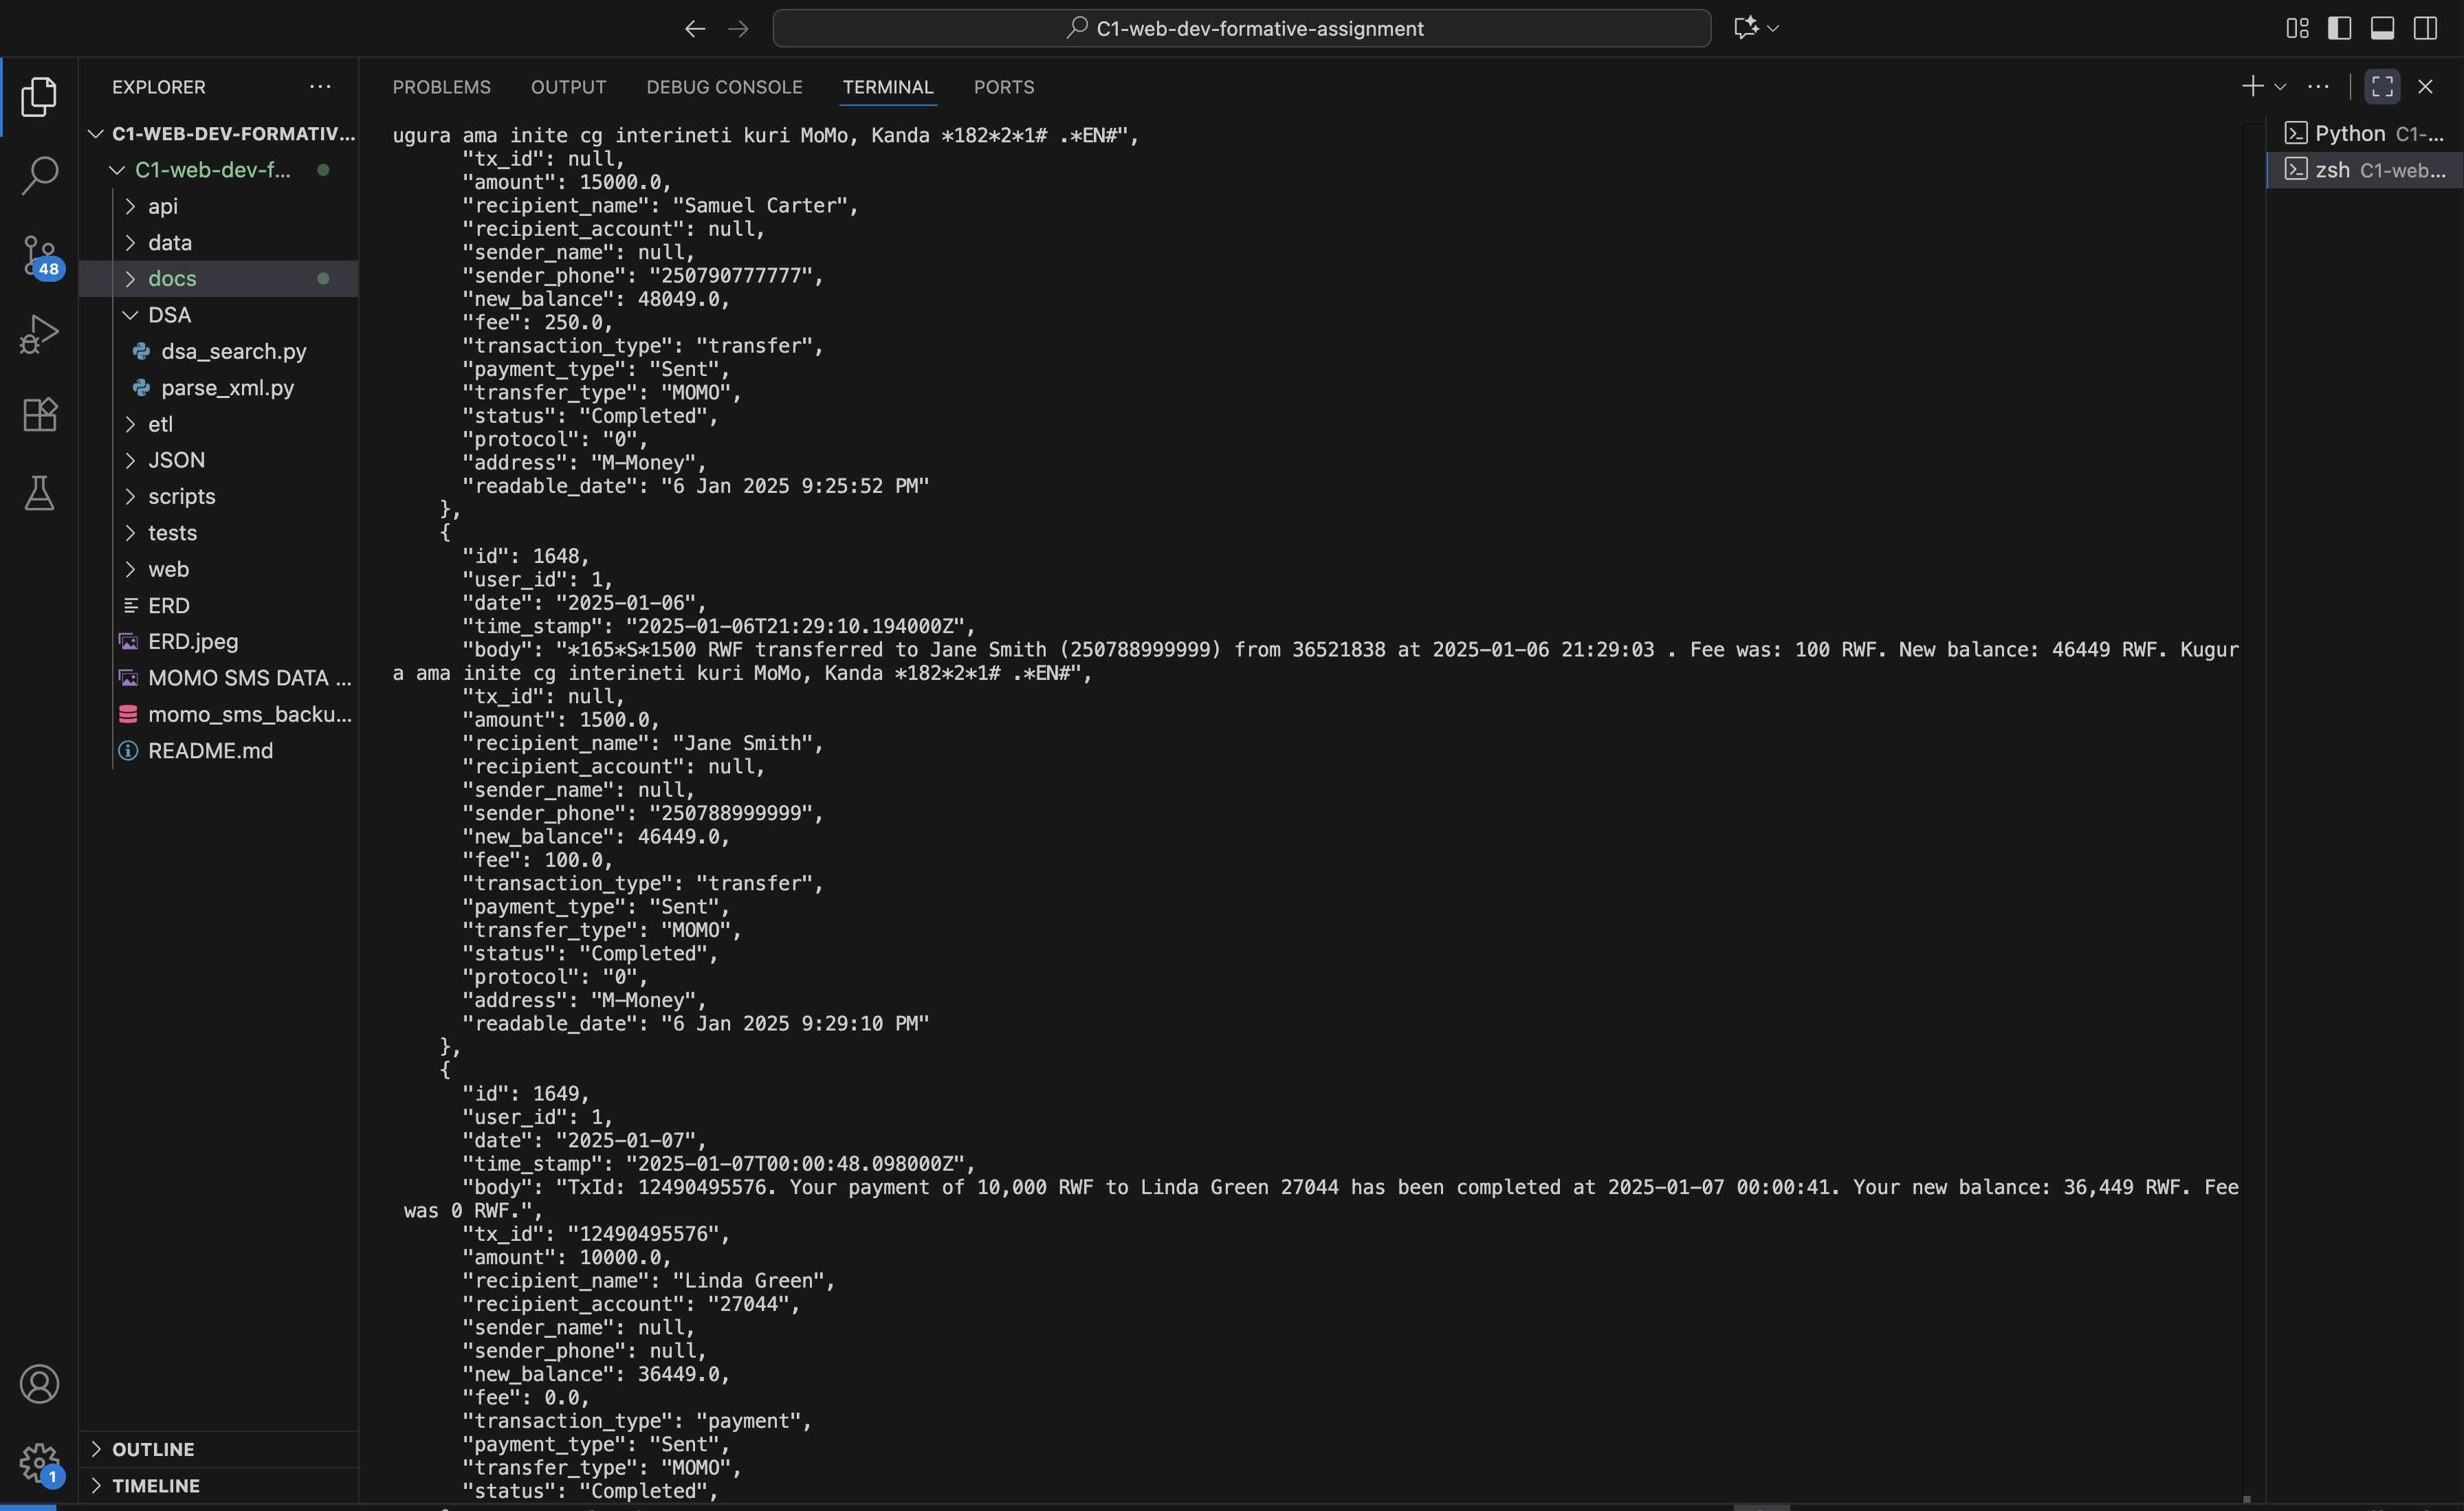 C1-web-dev-formative-assignment
EXPLORER
C1-WEB-DEV-FORMATIV...
C1-web-dev-f...
api
data
docs
DSA
dsa_search.py
parse_xml.py
etl
JSON
scripts
tests
web
ERD
ERD.jpeg
MOMO SMS DATA ...
momo_sms_backu...
README.md
OUTLINE
TIMELINE
48
1
PROBLEMS OUTPUT DEBUG CONSOLE TERMINAL PORTS
ugura ama inite cg interineti kuri MoMo, Kanda *182*2*1# .*EN#",
"tx_id": null,
"amount": 15000.0,
"recipient_name": "Samuel Carter",
"recipient_account": null,
"sender_name": null,
"sender_phone": "250790777777",
"new_balance": 48049.0,
"fee": 250.0,
"transaction_type": "transfer",
"payment_type": "Sent",
"transfer_type": "MOMO",
"status": "Completed",
"protocol": "0",
"address": "M-Money",
"readable_date": "6 Jan 2025 9:25:52 PM"
},
{
"id": 1648,
"user_id": 1,
"date": "2025-01-06",
"time_stamp": "2025-01-06T21:29:10.194000Z",
"body": "*165*S*1500 RWF transferred to Jane Smith (250788999999) from 36521838 at 2025-01-06 21:29:03 . Fee was: 100 RWF. New balance: 46449 RWF. Kugur
a ama inite cg interineti kuri MoMo, Kanda *182*2*1# .*EN#",
"tx_id": null,
"amount": 1500.0,
"recipient_name": "Jane Smith",
"recipient_account": null,
"sender_name": null,
"sender_phone": "250788999999",
"new_balance": 46449.0,
"fee": 100.0,
"transaction_type": "transfer",
"payment_type": "Sent",
"transfer_type": "MOMO",
"status": "Completed",
"protocol": "0",
"address": "M-Money",
"readable_date": "6 Jan 2025 9:29:10 PM"
},
{
"id": 1649,
"user_id": 1,
"date": "2025-01-07",
"time_stamp": "2025-01-07T00:00:48.098000Z",
"body": "TxId: 12490495576. Your payment of 10,000 RWF to Linda Green 27044 has been completed at 2025-01-07 00:00:41. Your new balance: 36,449 RWF. Fee
was 0 RWF.",
"tx_id": "12490495576",
"amount": 10000.0,
"recipient_name": "Linda Green",
"recipient_account": "27044",
"sender_name": null,
"sender_phone": null,
"new_balance": 36449.0,
"fee": 0.0,
"transaction_type": "payment",
"payment_type": "Sent",
"transfer_type": "MOMO",
"status": "Completed",
Python C1-...
zsh C1-web...